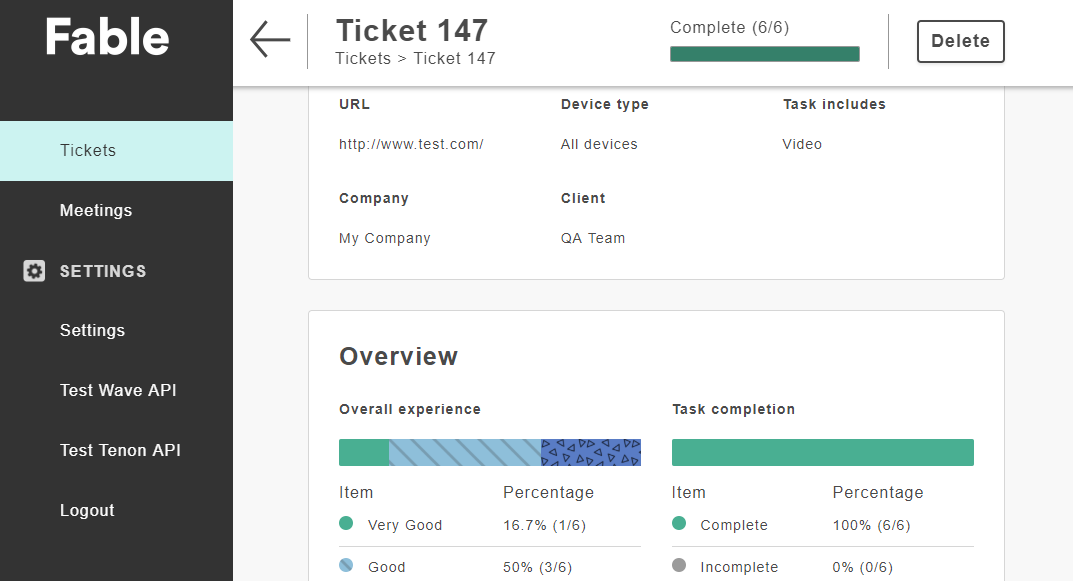 Fable
Tickets
Meetings
SETTINGS
Settings
Test Wave API
Test Tenon API
Logout
Ticket 147
Tickets > Ticket 147
Complete (6/6)
Delete
URL Device type Task includes
http://www.test.com/ All devices Video
Company Client
My Company QA Team
Overview
Overall experience
Item Percentage
Very Good 16.7% (1/6)
Good 50% (3/6)
Task completion
Item Percentage
Complete 100% (6/6)
Incomplete 0% (0/6)